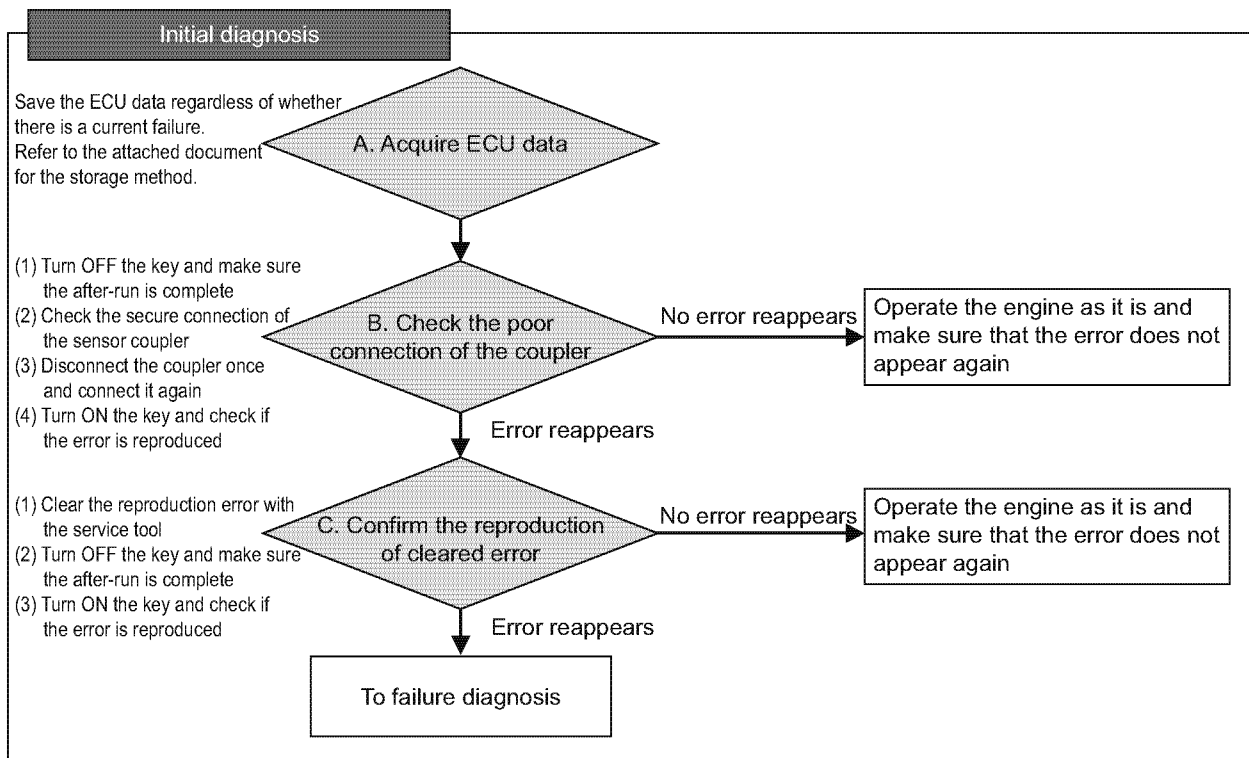 Initial diagnosis
Save the ECU data regardless of whether
there is a current failure.
Refer to the attached document
for the storage method.
A. Acquire ECU data
(1) Turn OFF the key and make sure
the after-run is complete
(2) Check the secure connection of
the sensor coupler
(3) Disconnect the coupler once
and connect it again
(4) Turn ON the key and check if
the error is reproduced
B. Check the poor
connection of the coupler
No error reappears
Operate the engine as it is and
make sure that the error does not
appear again
Error reappears
(1) Clear the reproduction error with
the service tool
(2) Turn OFF the key and make sure
the after-run is complete
(3) Turn ON the key and check if
the error is reproduced
C. Confirm the reproduction
of cleared error
No error reappears
Operate the engine as it is and
make sure that the error does not
appear again
Error reappears
To failure diagnosis